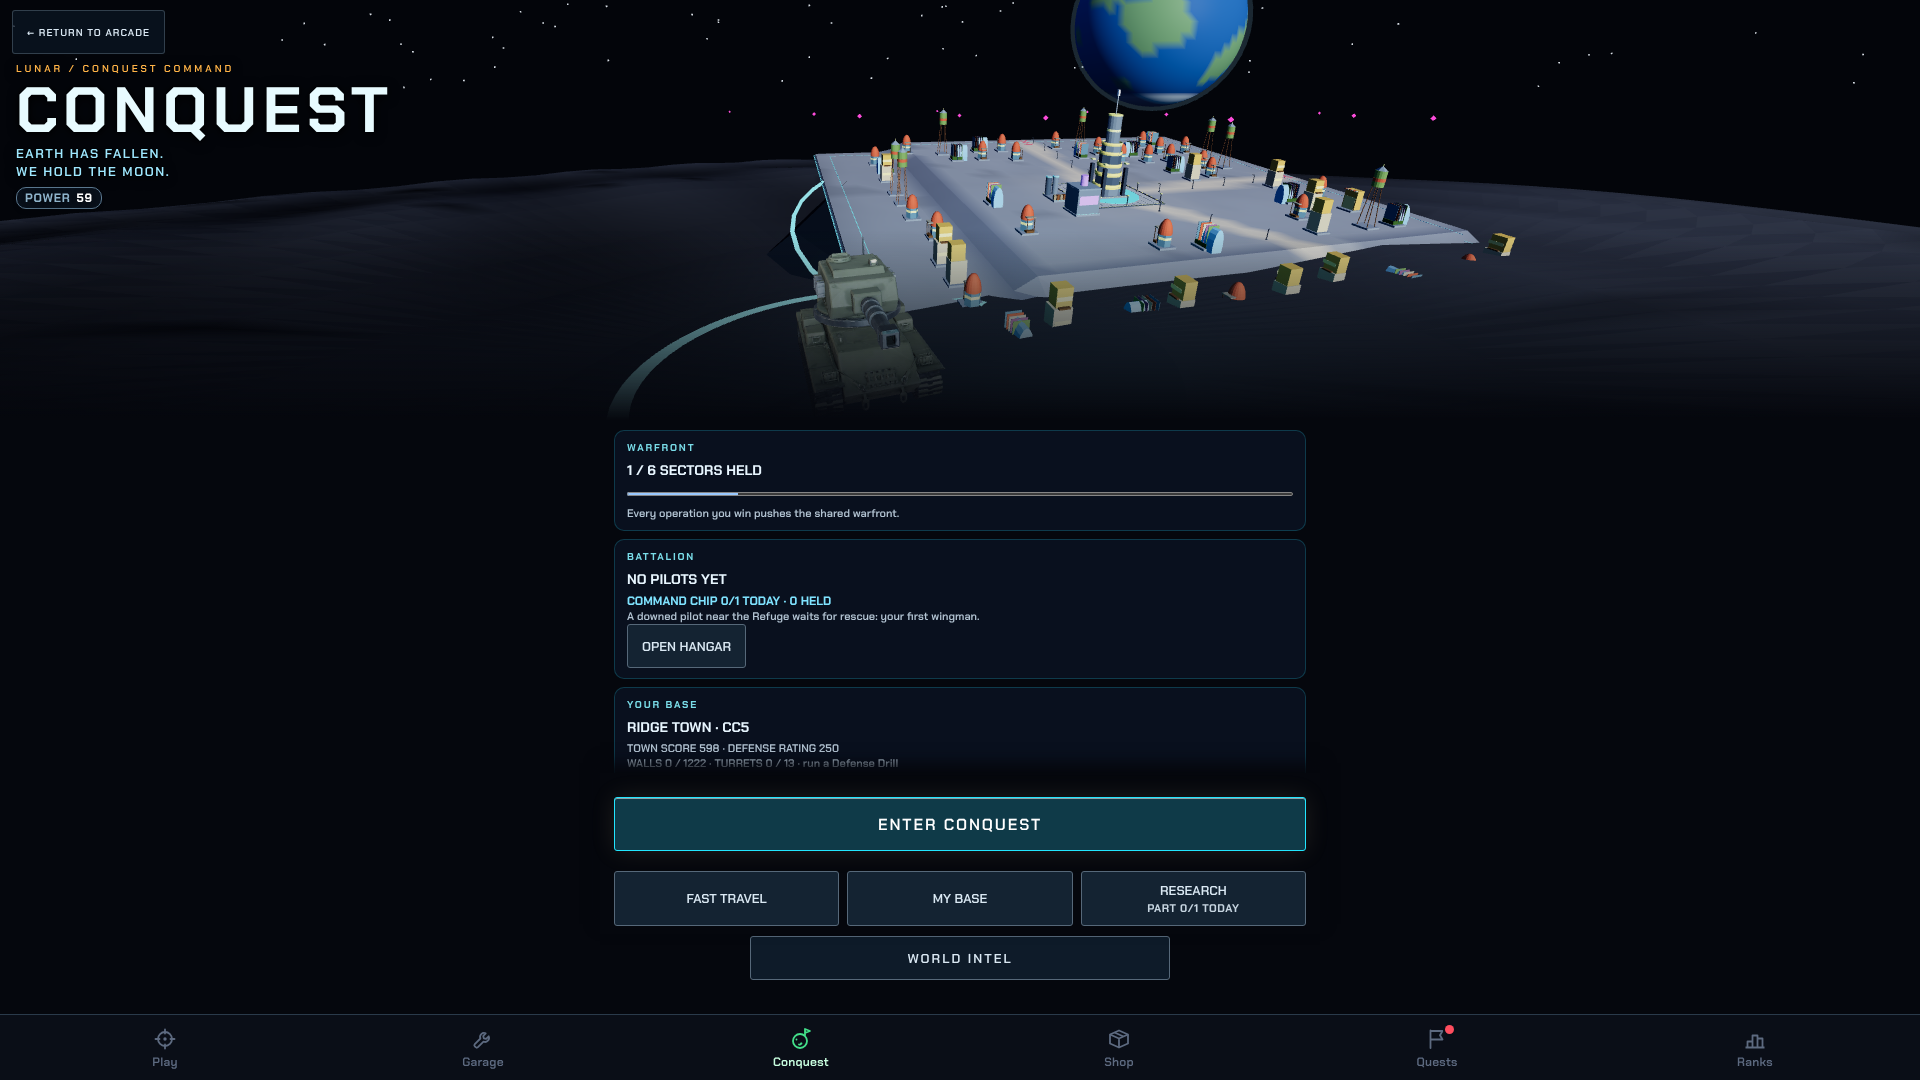 ← RETURN TO ARCADE
LUNAR / CONQUEST COMMAND
CONQUEST
EARTH HAS FALLEN.
WE HOLD THE MOON.
POWER 59
WARFRONT
1 / 6 SECTORS HELD
Every operation you win pushes the shared warfront.
BATTALION
NO PILOTS YET
COMMAND CHIP 0/1 TODAY · 0 HELD
A downed pilot near the Refuge waits for rescue: your first wingman.
OPEN HANGAR
YOUR BASE
RIDGE TOWN · CC5
TOWN SCORE 598 · DEFENSE RATING 250
WALLS 0 / 1222 · TURRETS 0 / 13 · run a Defense Drill
ENTER CONQUEST
FAST TRAVEL
MY BASE
RESEARCH
PART 0/1 TODAY
WORLD INTEL
Play
Garage
Conquest
Shop
Quests
Ranks